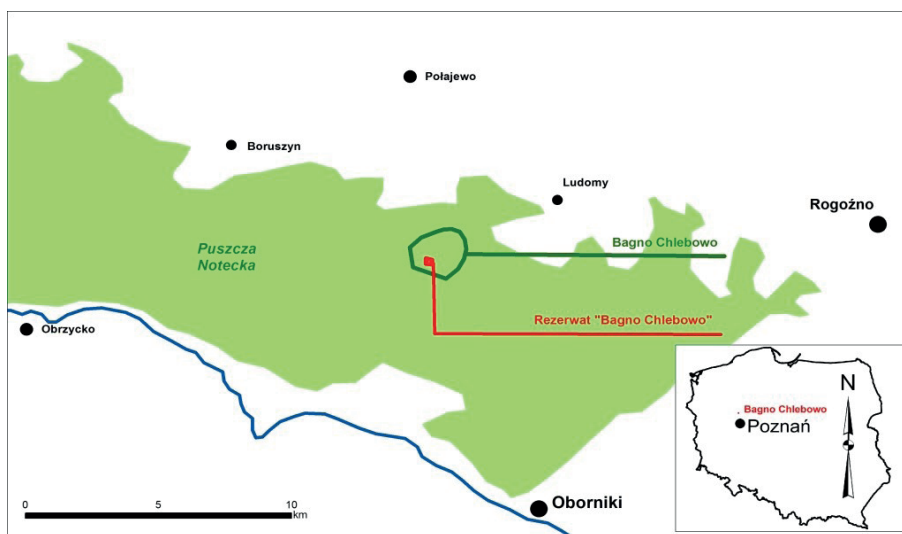 Połajewo
Boruszyn
Ludomy
Rogoźno
Puszcza
Notecka
Bagno Chlebowo
Obrzycko
Rezerwat "Bagno Chlebowo"
N
Bagno Chlebowo
Poznań
0 5 10
km
Oborniki